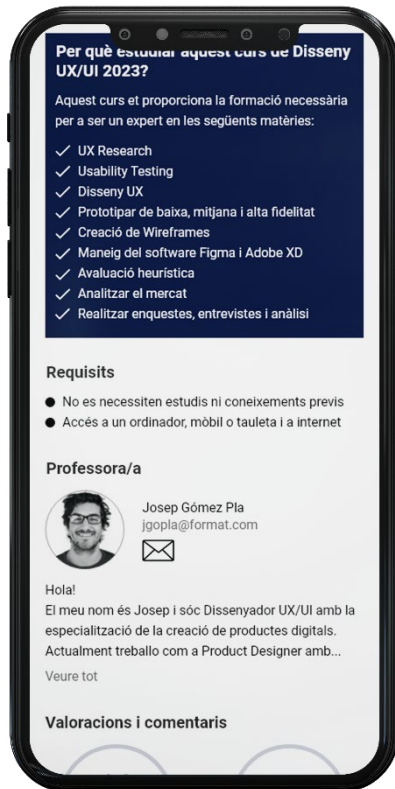 Per què estudiar aquest curs de Disseny
UX/UI 2023?
Aquest curs et proporciona la formació necessària
per a ser un expert en les següents matèries:
UX Research
Usability Testing
Disseny UX
Prototipar de baixa, mitjana i alta fidelitat
Creació de Wireframes
Maneig del software Figma i Adobe XD
Avaluació heurística
Analitzar el mercat
Realitzar enquestes, entrevistes i anàlisi
Requisits
No es necessiten estudis ni coneixements previs
Accés a un ordinador, mòbil o tauleta i a internet
Professora/a
Josep Gómez Pla
jgopla@format.com
Hola!
El meu nom és Josep i sóc Dissenyador UX/UI amb la
especialització de la creació de productes digitals.
Actualment treballo com a Product Designer amb...
Veure tot
Valoracions i comentaris